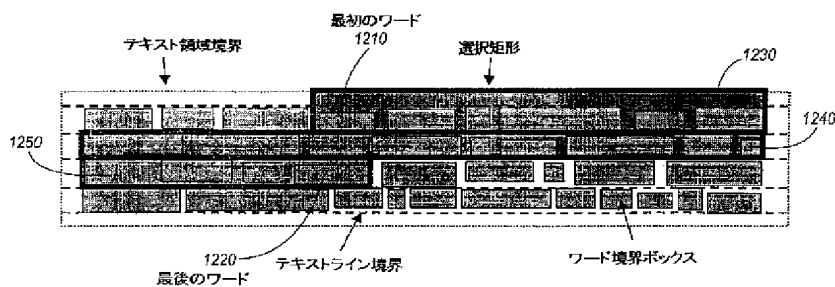 最初のワード
テキスト領域境界
1210
選択矩形
1230
1240
1250
1220
最後のワード
テキストライン境界
ワード境界ボックス